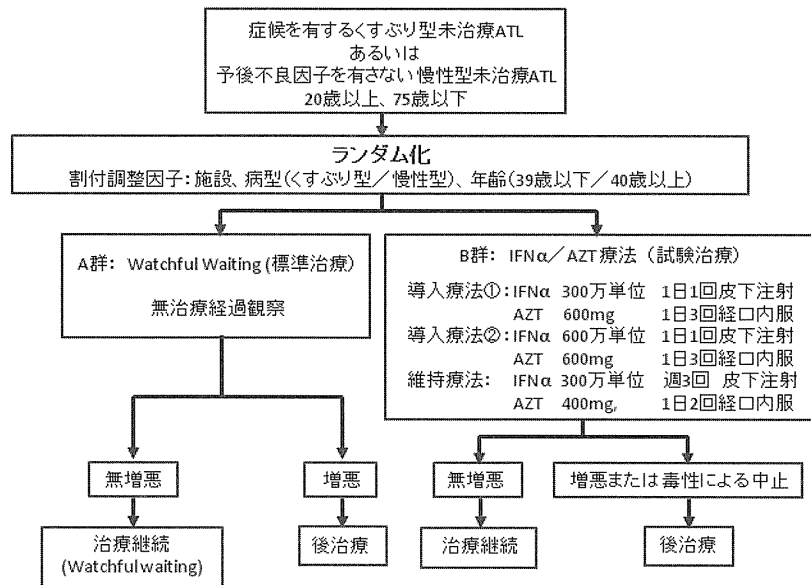 症候を有するくすぶり型未治療ATL
あるいは
予後不良因子を有さない慢性型未治療ATL
20歳以上、75歳以下
ランダム化
割付調整因子：施設、病型(くすぶり型／慢性型)、年齢(39歳以下／40歳以上)
A群： Watchful Waiting (標準治療)
無治療経過観察
B群： IFNα／AZT療法 （試験治療）
導入療法①：IFNα 300万単位 1日1回皮下注射
AZT 600mg 1日3回経口内服
導入療法②：IFNα 600万単位 1日1回皮下注射
AZT 600mg 1日3回経口内服
維持療法： IFNα 300万単位 週3回 皮下注射
AZT 400mg, 1日2回経口内服
無増悪
増悪
無増悪
増悪または毒性による中止
治療継続
(Watchful waiting)
後治療
治療継続
後治療